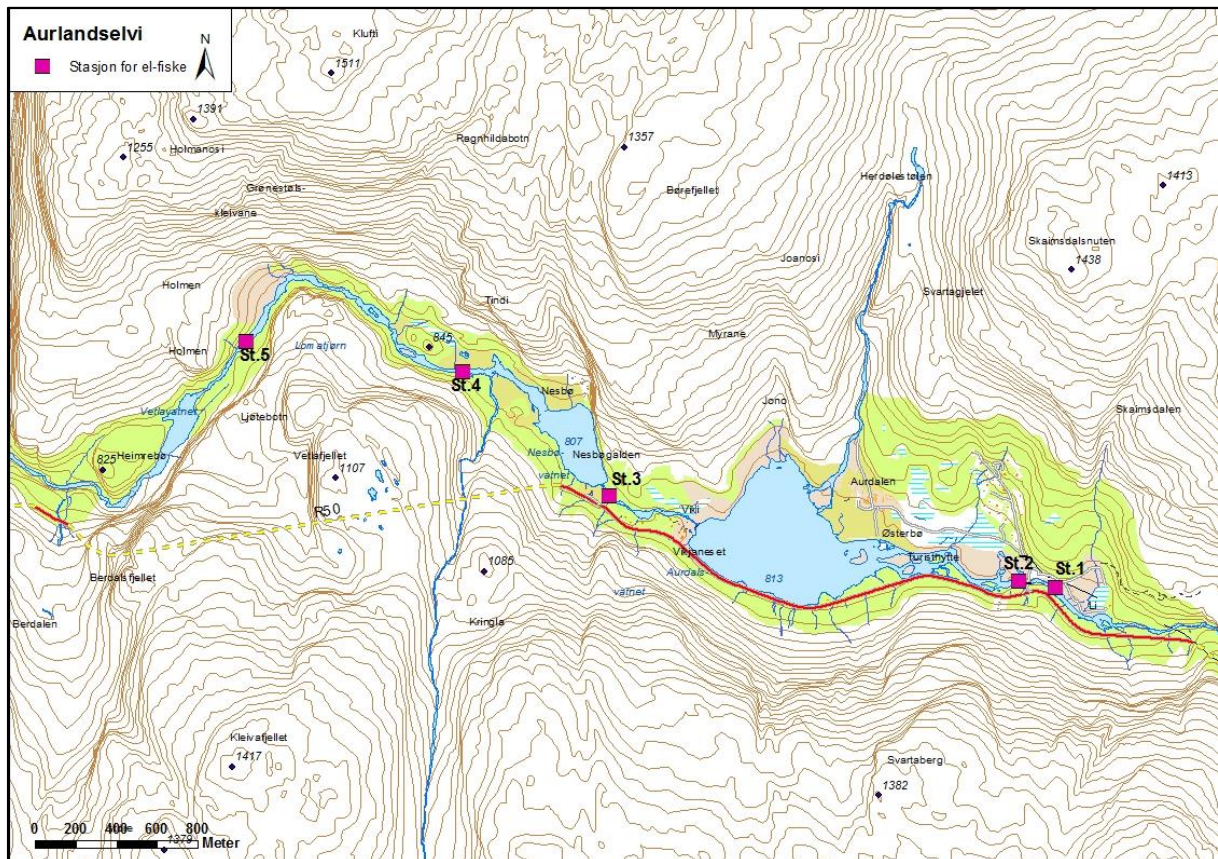 Aurlandselvi
N
Stasjon for el-fiske
Klufti
1511
1391
Holmanosi
1255
Ragnhildabotn
1357
Herdølestølen
1413
Grønestøls-
kleivane
Børefjellet
Skaimsdalsnuten
1438
Joanosi
Svartagjelet
Holmen
Tindi
Myrane
Lomatjørn
845
Holmen
St.5
St.4
Nesbø
Jono
Skaimsdalen
Vetlavatnet
Ljøtebotn
807
Nesbø-
vatnet
Nesbøgalden
Heimrebø
825
Vetlafjellet
1107
St.3
Aurdalen
R50
Viki
Østerbø
Vikjaneset
Turisthytte
St.2
St.1
Berdalsfjellet
1085
Aurdals-
vatnet
813
Li
Berdalen
Kringla
Kleivafjellet
1417
Svartaberg
1382
0 200 400 600 800
Meter
1379